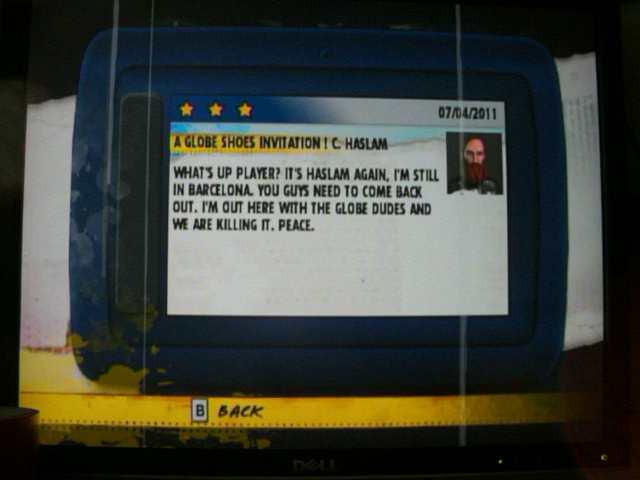 07/04/2011
A GLOBE SHOES INVITATION ! C. HASLAM
WHAT'S UP PLAYER? IT'S HASLAM AGAIN, I'M STILL
IN BARCELONA. YOU GUYS NEED TO COME BACK
OUT. I'M OUT HERE WITH THE GLOBE DUDES AND
WE ARE KILLING IT. PEACE.
B BACK
DELL